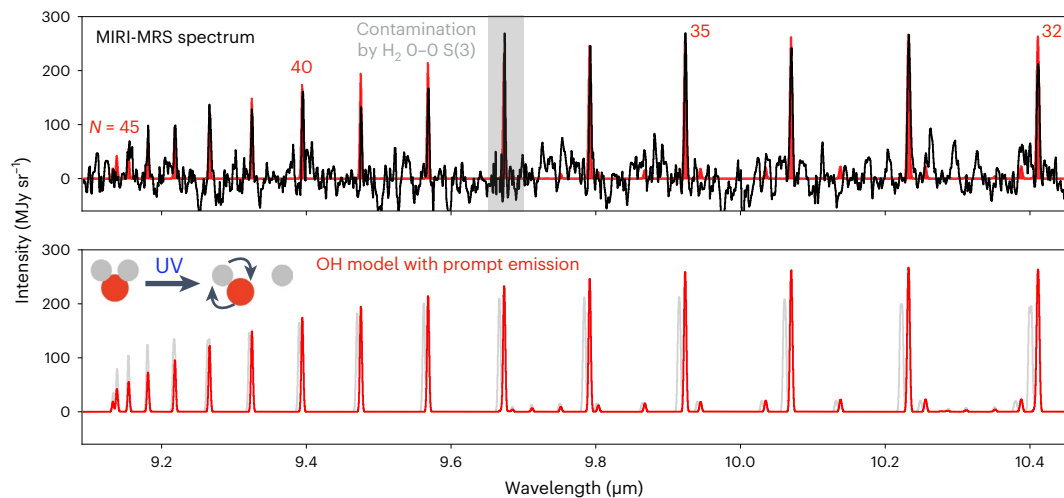 300
200
100
0
MIRI-MRS spectrum
Contamination
by H₂ 0–0 S(3)
N = 45
40
35
32
Intensity (MJy sr⁻¹)
300
200
100
0
UV
OH model with prompt emission
9.2
9.4
9.6
9.8
10.0
10.2
10.4
Wavelength (µm)